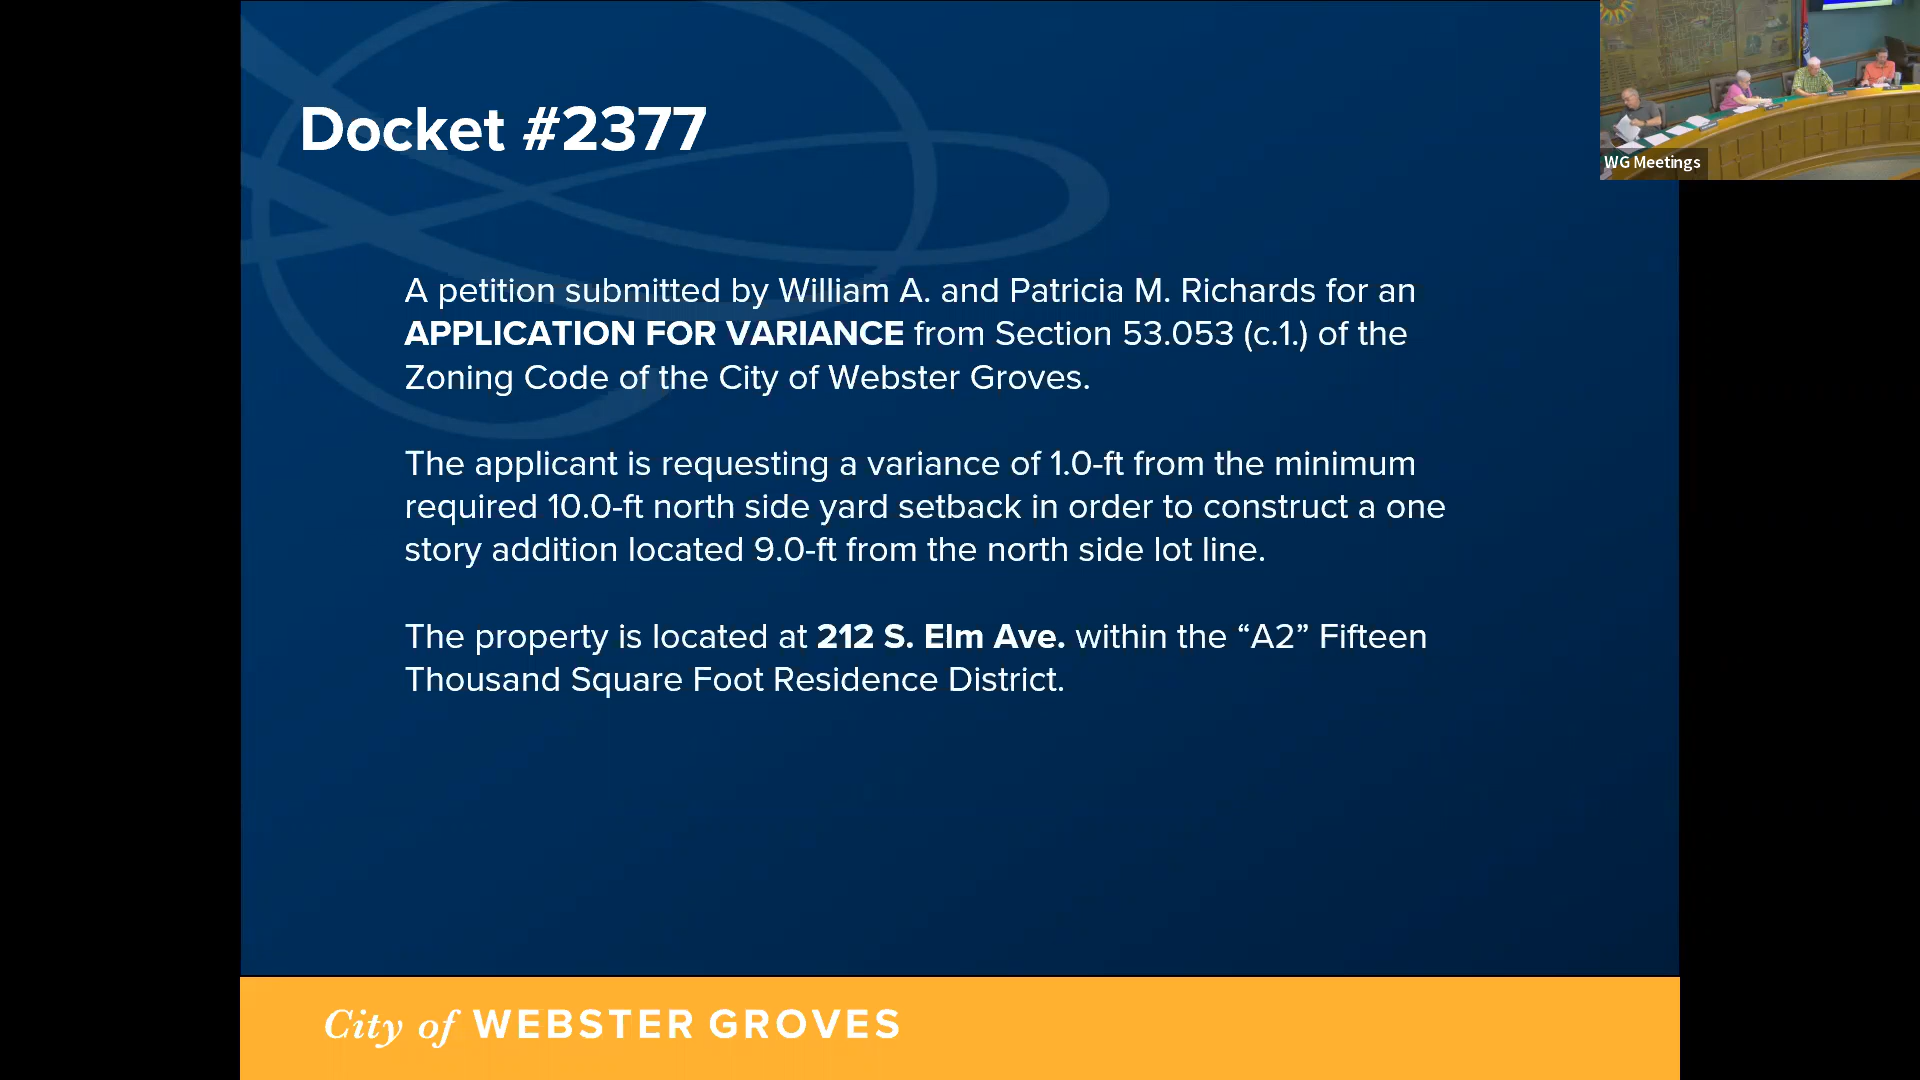 Docket #2377
WG Meetings
A petition submitted by William A. and Patricia M. Richards for an
APPLICATION FOR VARIANCE from Section 53.053 (c.1.) of the
Zoning Code of the City of Webster Groves.
The applicant is requesting a variance of 1.0-ft from the minimum
required 10.0-ft north side yard setback in order to construct a one
story addition located 9.0-ft from the north side lot line.
The property is located at 212 S. Elm Ave. within the “A2” Fifteen
Thousand Square Foot Residence District.
City of WEBSTER GROVES